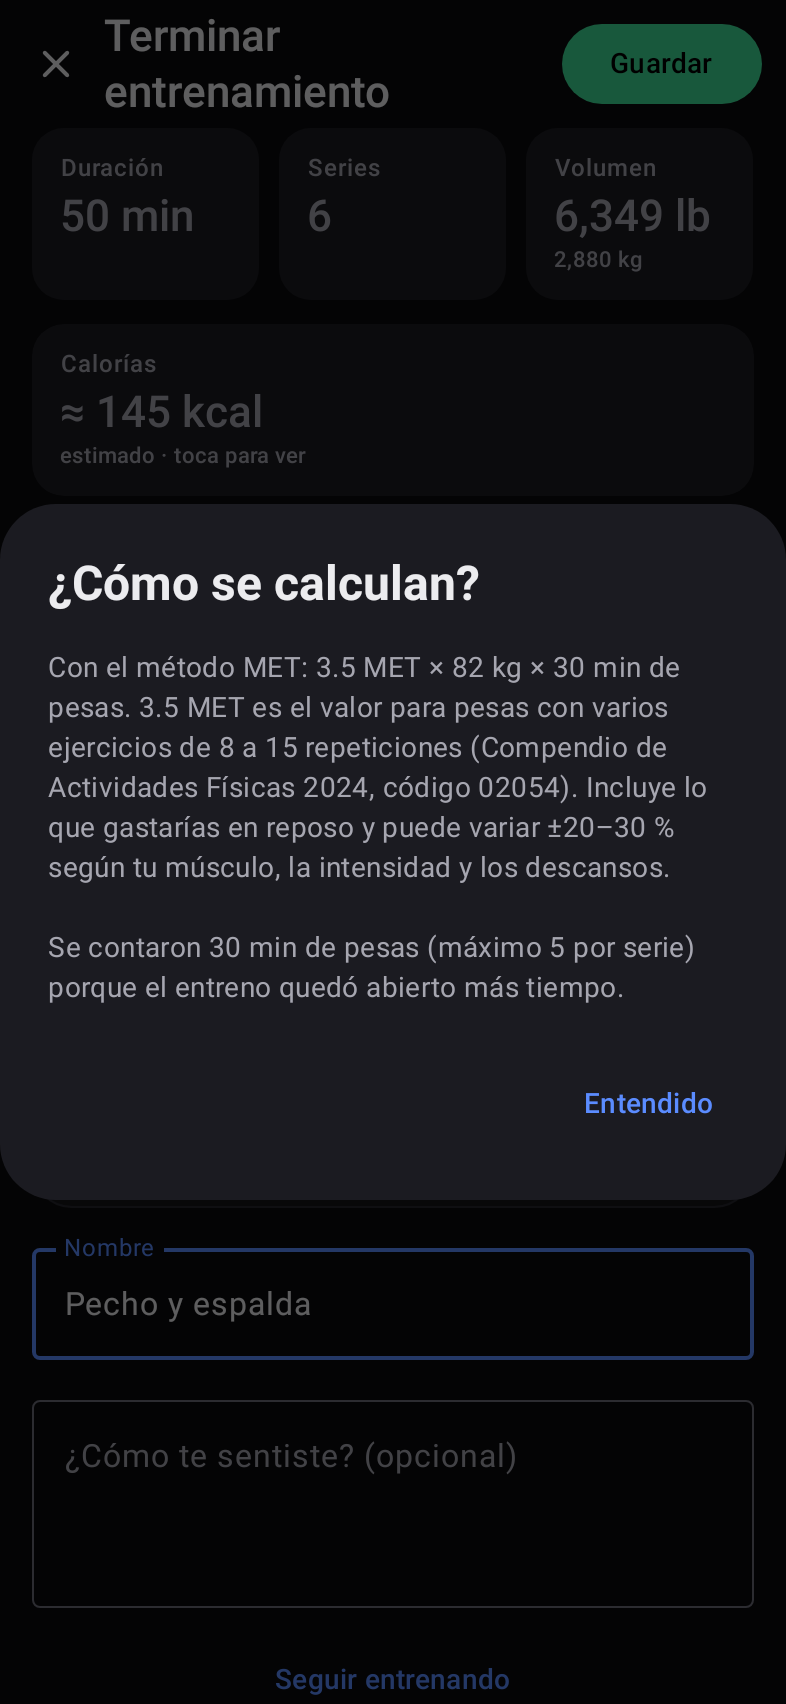 Terminar
entrenamiento
Guardar
Duración
50 min
Series
6
Volumen
6,349 lb
2,880 kg
Calorías
≈ 145 kcal
estimado · toca para ver
¿Cómo se calculan?
Con el método MET: 3.5 MET × 82 kg × 30 min de
pesas. 3.5 MET es el valor para pesas con varios
ejercicios de 8 a 15 repeticiones (Compendio de
Actividades Físicas 2024, código 02054). Incluye lo
que gastarías en reposo y puede variar ±20–30 %
según tu músculo, la intensidad y los descansos.
Se contaron 30 min de pesas (máximo 5 por serie)
porque el entreno quedó abierto más tiempo.
Entendido
Nombre
Pecho y espalda
¿Cómo te sentiste? (opcional)
Seguir entrenando